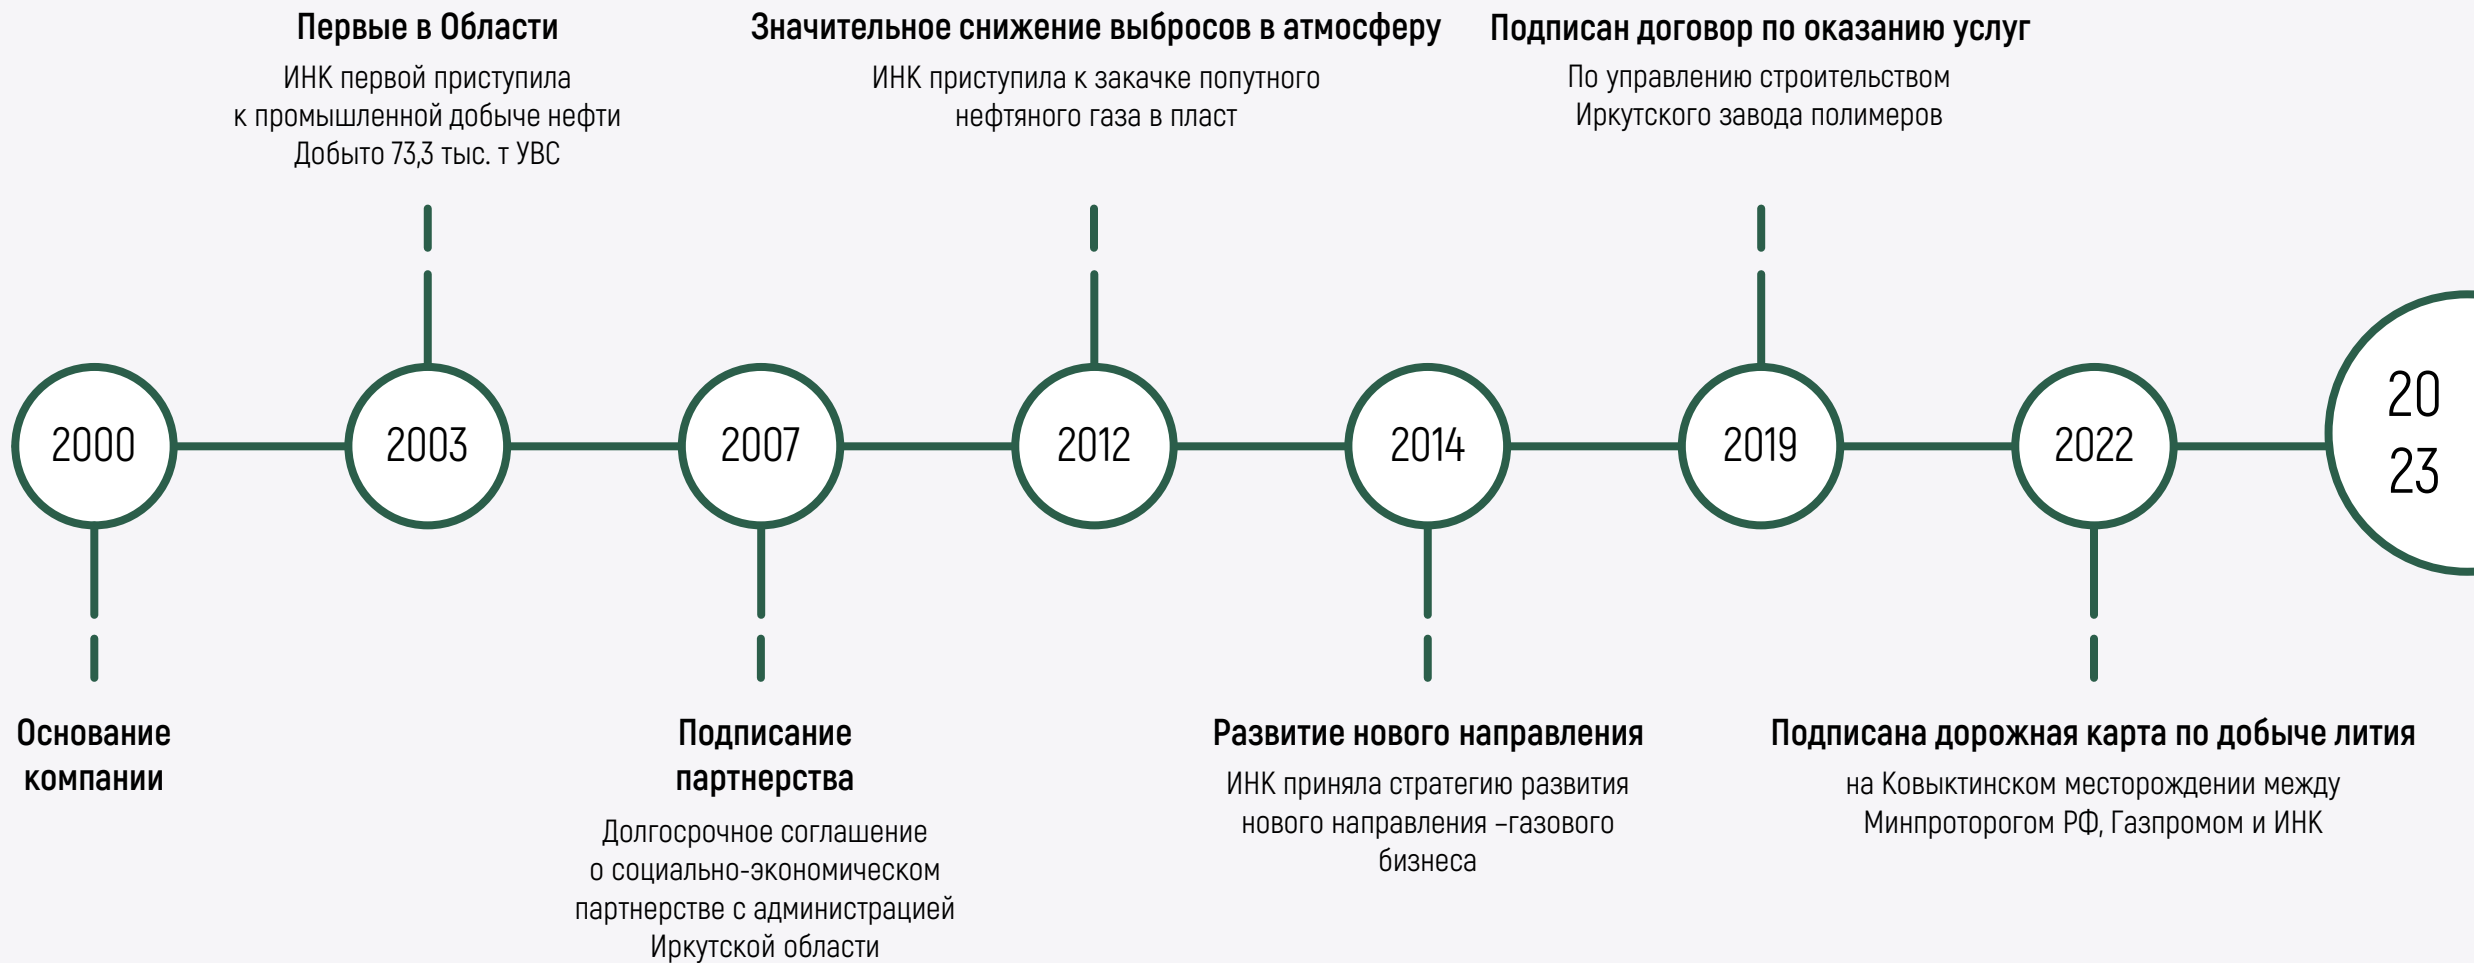 Первые в Области
ИНК первой приступила
к промышленной добыче нефти
Добыто 73,3 тыс. т УВС
Значительное снижение выбросов в атмосферу
ИНК приступила к закачке попутного
нефтяного газа в пласт
Подписан договор по оказанию услуг
По управлению строительством
Иркутского завода полимеров
2000
2003
2007
2012
2014
2019
2022
20
23
Основание
компании
Подписание
партнерства
Долгосрочное соглашение
о социально-экономическом
партнерстве с администрацией
Иркутской области
Развитие нового направления
ИНК приняла стратегию развития
нового направления –газового
бизнеса
Подписана дорожная карта по добыче лития
на Ковыктинском месторождении между
Минпроторогом РФ, Газпромом и ИНК